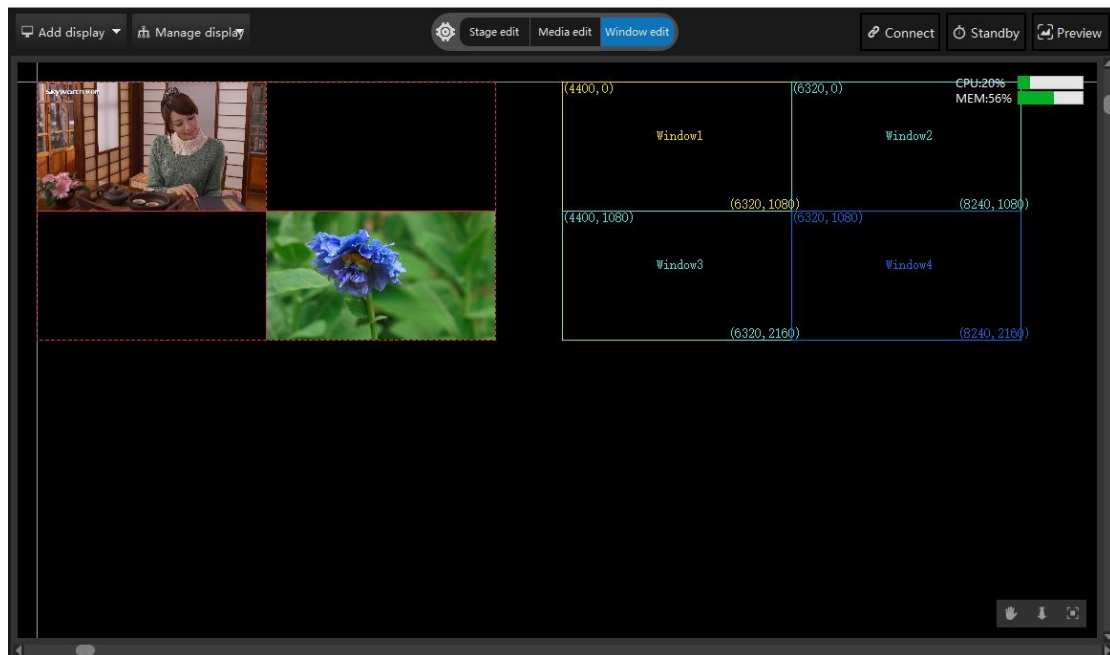 Add display
Manage display
Stage edit
Media edit
Window edit
Connect
Standby
Preview
CPU:20%
MEM:56%
(4400,0)
(6320,0)
Window1
Window2
(6320,1080)
(8240,1080)
(4400,1080)
(6320,1080)
Window3
Window4
(6320,2160)
(8240,2160)